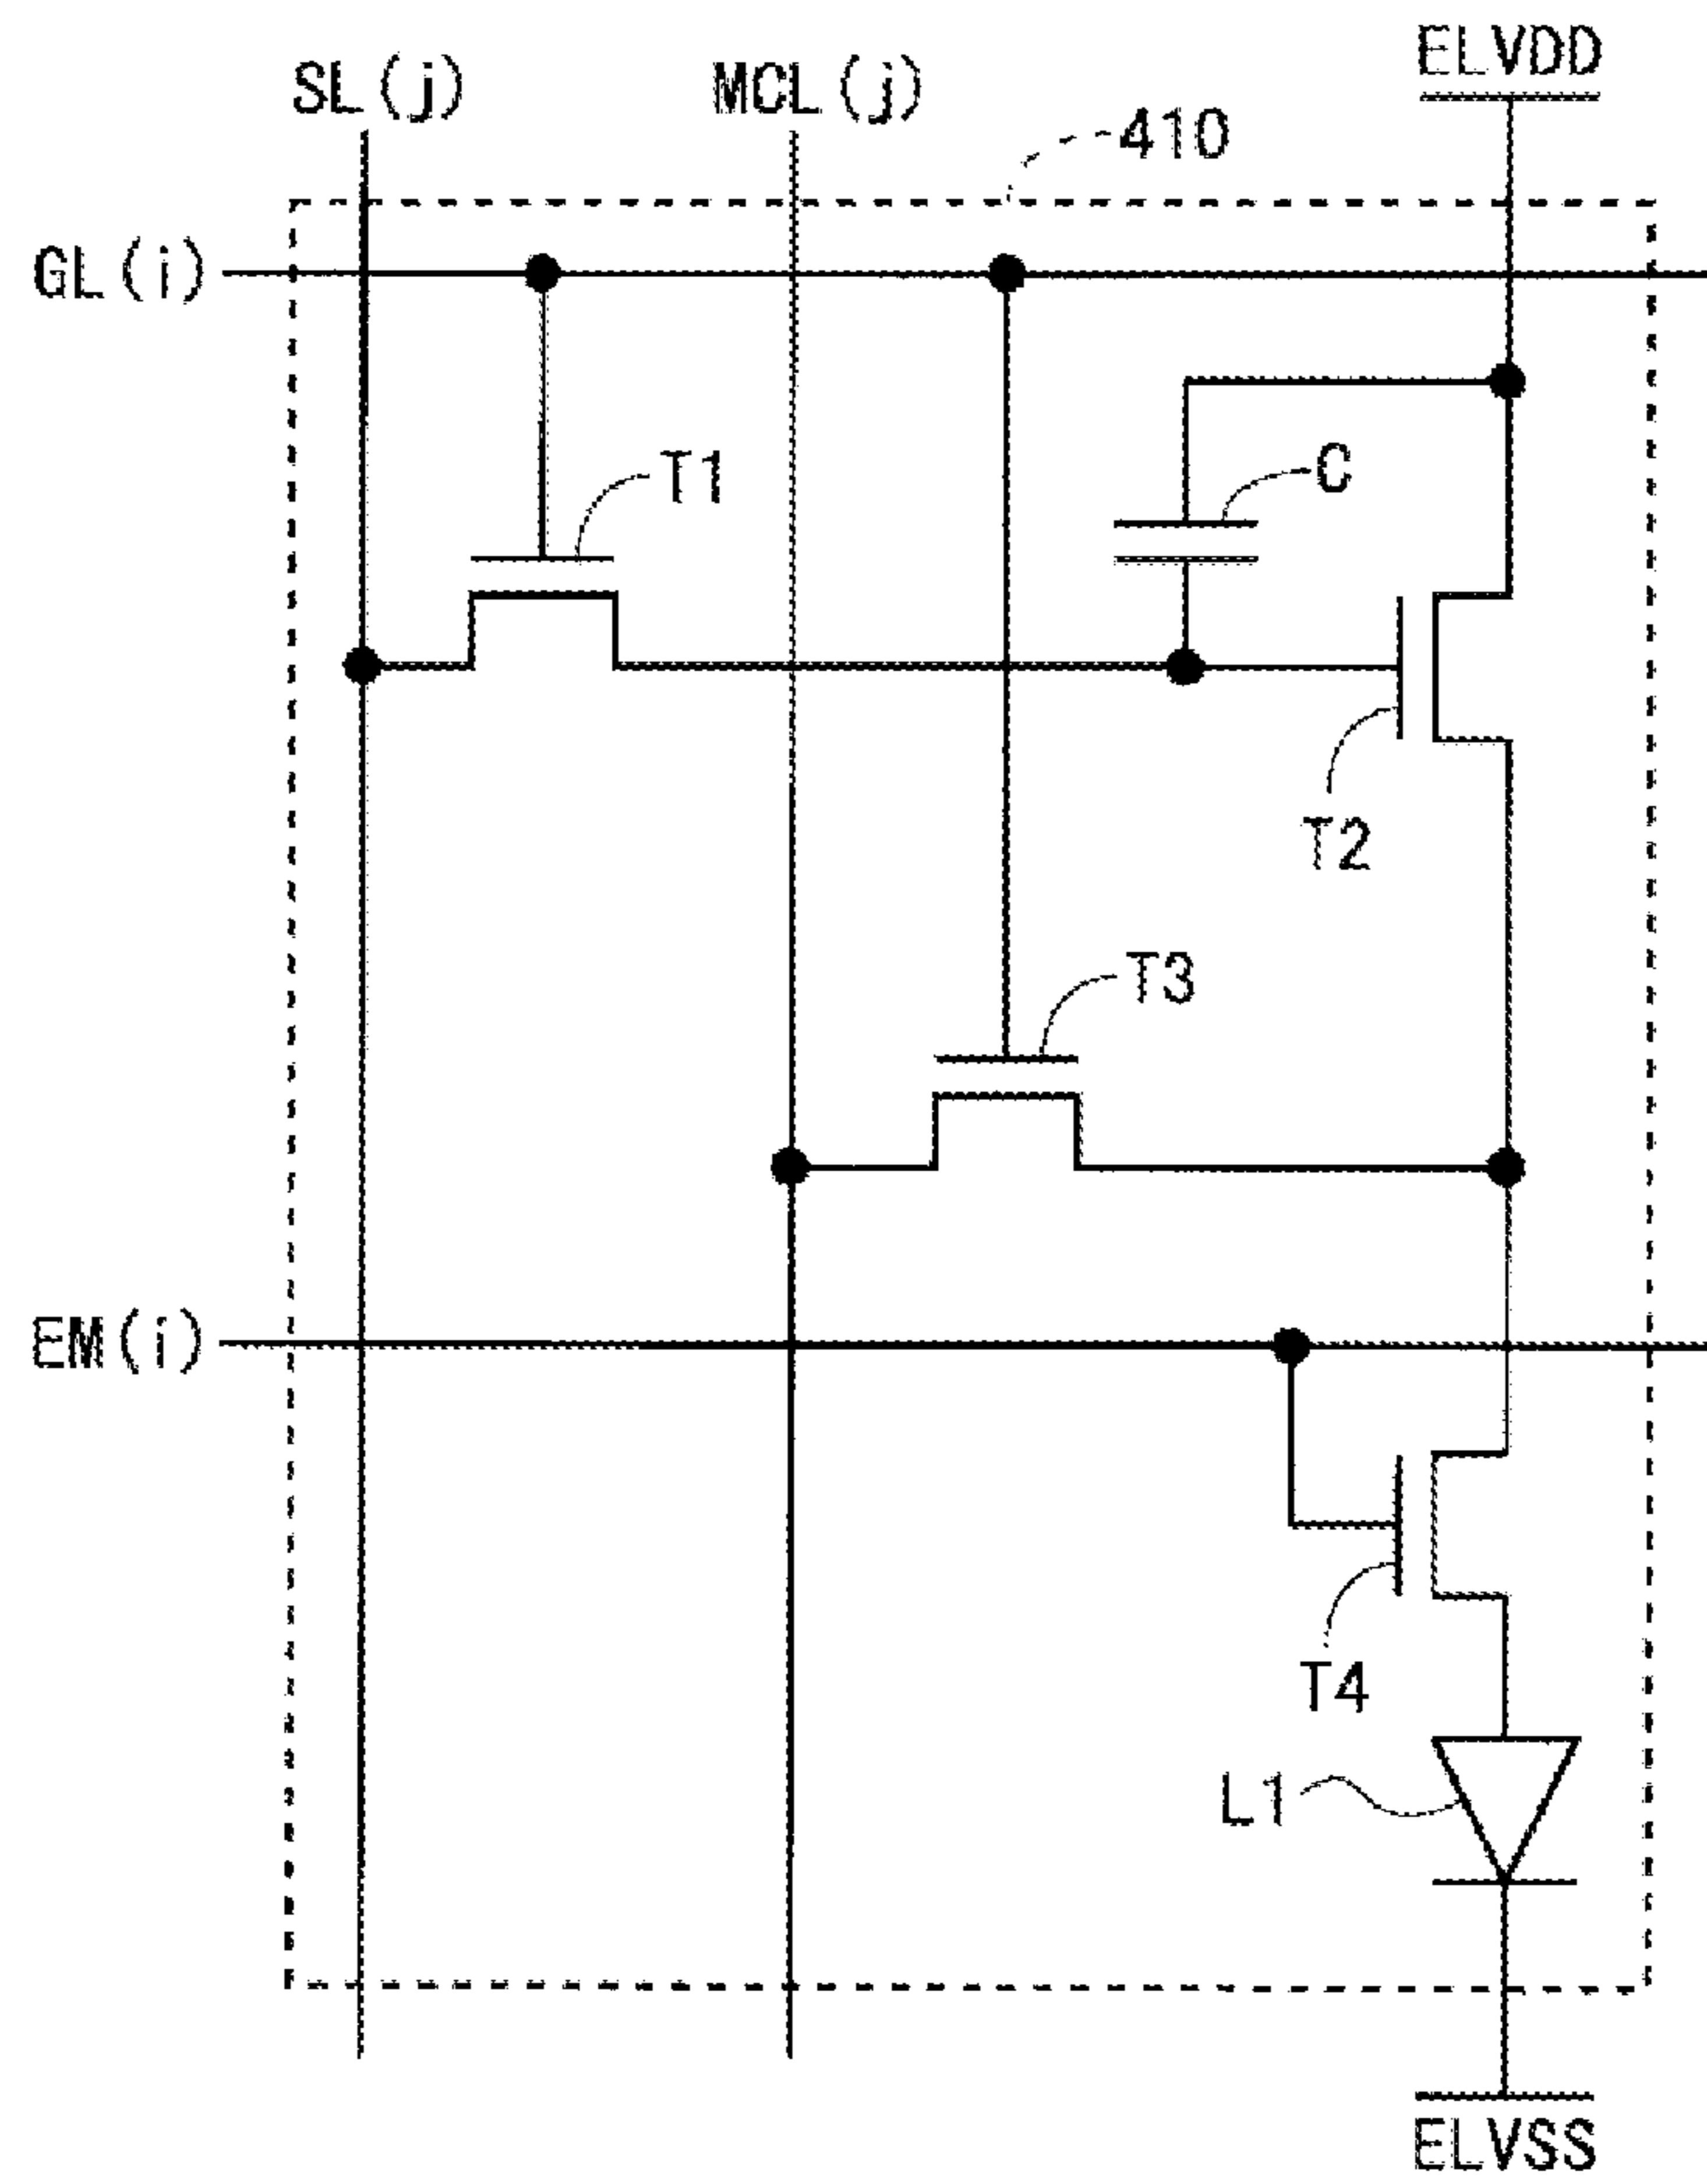 ELVDD
SL(j)
MCL(j)
410
GL(i)
T1
C
T2
T3
EM(i)
T4
L1
ELVSS